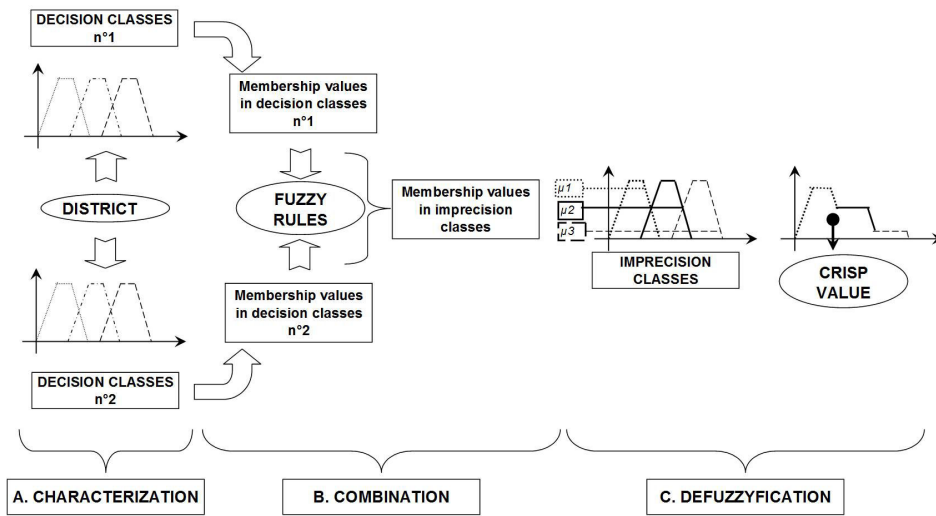 DECISION CLASSES
n°1
DISTRICT
DECISION CLASSES
n°2
Membership values
in decision classes
n°1
FUZZY
RULES
Membership values
in decision classes
n°2
Membership values
in imprecision
classes
μ1
μ2
μ3
IMPRECISION
CLASSES
CRISP
VALUE
A. CHARACTERIZATION
B. COMBINATION
C. DEFUZZYFICATION